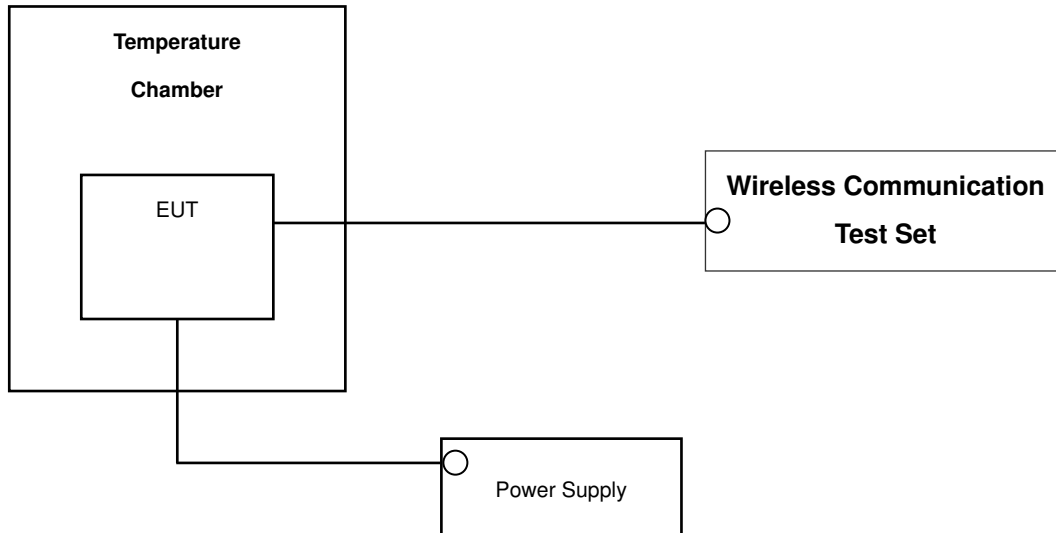 Temperature
Chamber
EUT
Wireless Communication
Test Set
Power Supply